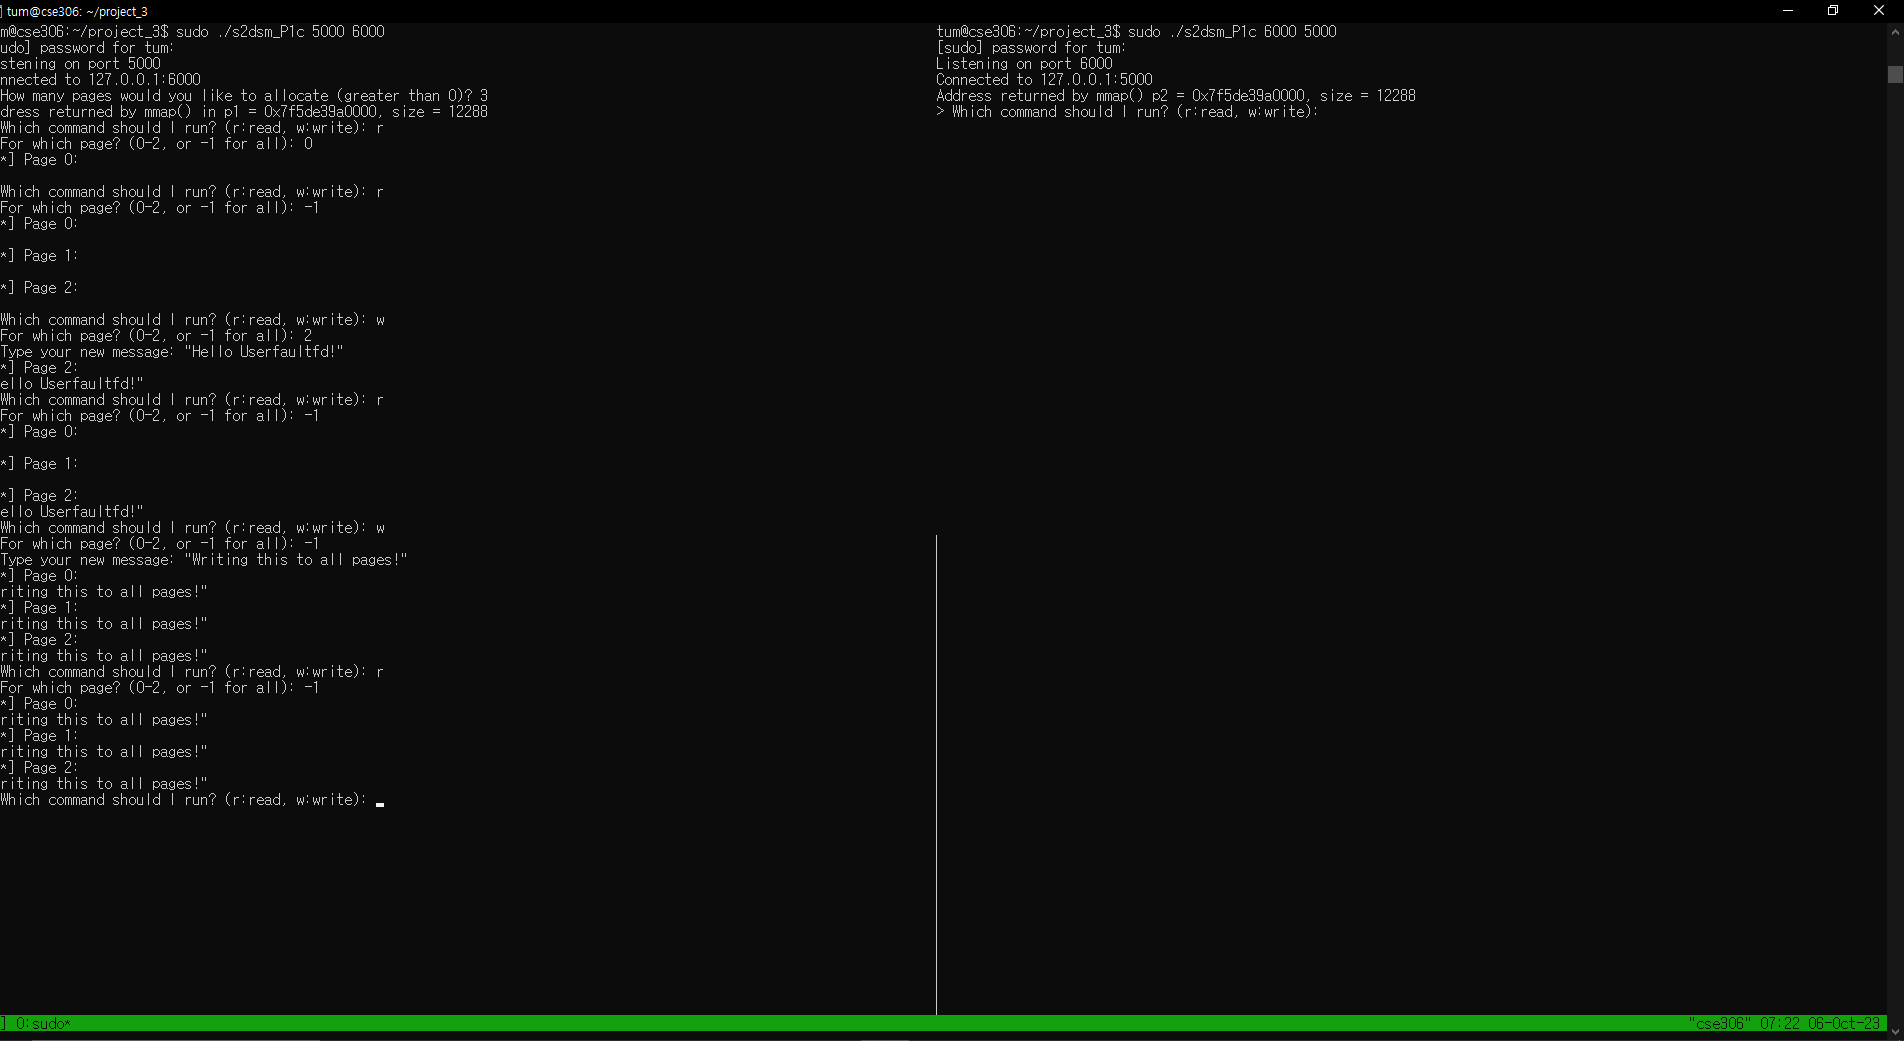 tum@cse306: ~/project_3
m@cse306:~/project_3$ sudo ./s2dsm_P1c 5000 6000
udo] password for tum:
stening on port 5000
nnected to 127.0.0.1:6000
How many pages would you like to allocate (greater than 0)? 3
dress returned by mmap() in p1 = 0x7f5de39a0000, size = 12288
Which command should I run? (r:read, w:write): r
For which page? (0-2, or -1 for all): 0
*] Page 0:
Which command should I run? (r:read, w:write): r
For which page? (0-2, or -1 for all): -1
*] Page 0:
*] Page 1:
*] Page 2:
Which command should I run? (r:read, w:write): w
For which page? (0-2, or -1 for all): 2
Type your new message: "Hello Userfaultfd!"
*] Page 2:
ello Userfaultfd!"
Which command should I run? (r:read, w:write): r
For which page? (0-2, or -1 for all): -1
*] Page 0:
*] Page 1:
*] Page 2:
ello Userfaultfd!"
Which command should I run? (r:read, w:write): w
For which page? (0-2, or -1 for all): -1
Type your new message: "Writing this to all pages!"
*] Page 0:
riting this to all pages!"
*] Page 1:
riting this to all pages!"
*] Page 2:
riting this to all pages!"
Which command should I run? (r:read, w:write): r
For which page? (0-2, or -1 for all): -1
*] Page 0:
riting this to all pages!"
*] Page 1:
riting this to all pages!"
*] Page 2:
riting this to all pages!"
Which command should I run? (r:read, w:write):
tum@cse306:~/project_3$ sudo ./s2dsm_P1c 6000 5000
[sudo] password for tum:
Listening on port 6000
Connected to 127.0.0.1:5000
Address returned by mmap() p2 = 0x7f5de39a0000, size = 12288
> Which command should I run? (r:read, w:write):
] 0:sudo*
"cse306" 07:22 06-Oct-23